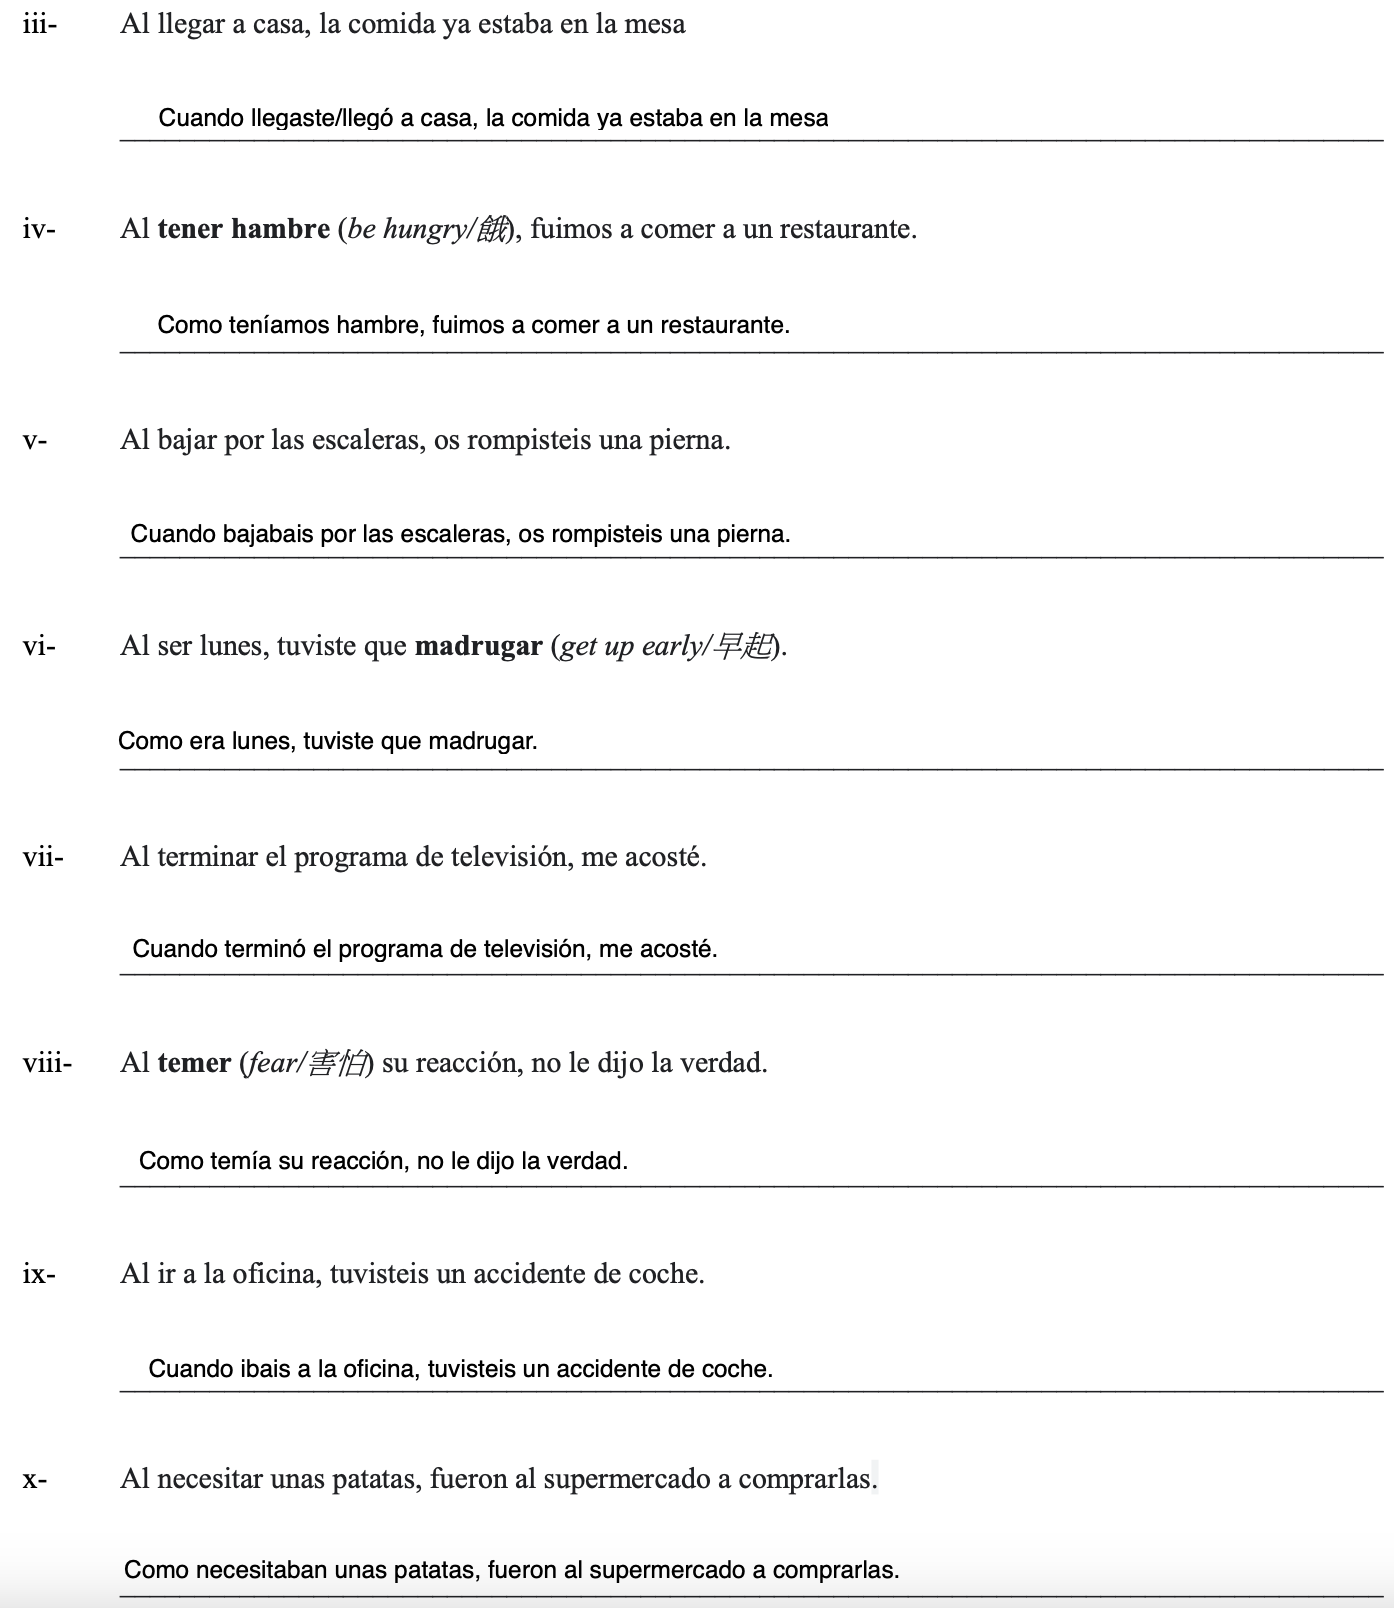 iii- Al llegar a casa, la comida ya estaba en la mesa
Cuando llegaste/llegó a casa, la comida ya estaba en la mesa
iv- Al tener hambre (be hungry/餓), fuimos a comer a un restaurante.
Como teníamos hambre, fuimos a comer a un restaurante.
v- Al bajar por las escaleras, os rompisteis una pierna.
Cuando bajabais por las escaleras, os rompisteis una pierna.
vi- Al ser lunes, tuviste que madrugar (get up early/早起).
Como era lunes, tuviste que madrugar.
vii- Al terminar el programa de televisión, me acosté.
Cuando terminó el programa de televisión, me acosté.
viii- Al temer (fear/害怕) su reacción, no le dijo la verdad.
Como temía su reacción, no le dijo la verdad.
ix- Al ir a la oficina, tuvisteis un accidente de coche.
Cuando ibais a la oficina, tuvisteis un accidente de coche.
x- Al necesitar unas patatas, fueron al supermercado a comprarlas.
Como necesitaban unas patatas, fueron al supermercado a comprarlas.